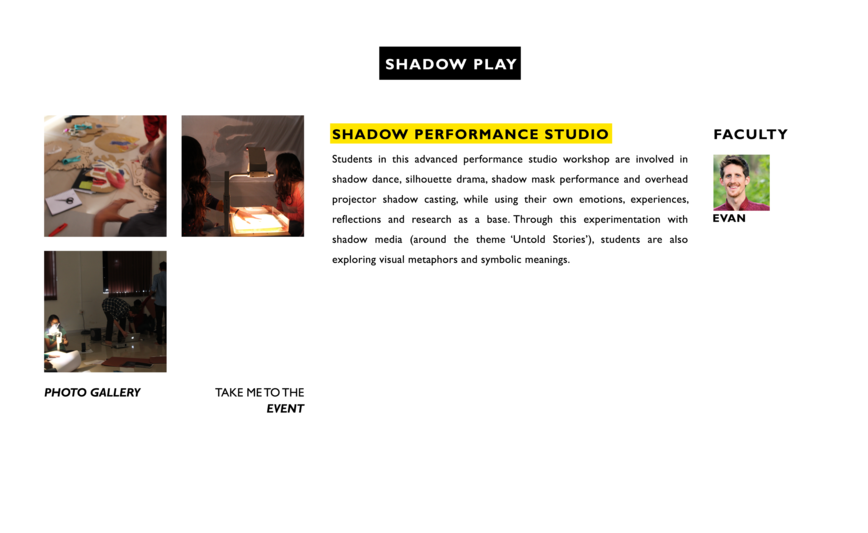 SHADOW PLAY
SHADOW PERFORMANCE STUDIO
Students in this advanced performance studio workshop are involved in
shadow dance, silhouette drama, shadow mask performance and overhead
projector shadow casting, while using their own emotions, experiences,
reflections and research as a base. Through this experimentation with
shadow media (around the theme ‘Untold Stories’), students are also
exploring visual metaphors and symbolic meanings.
FACULTY
EVAN
PHOTO GALLERY
TAKE ME TO THE
EVENT